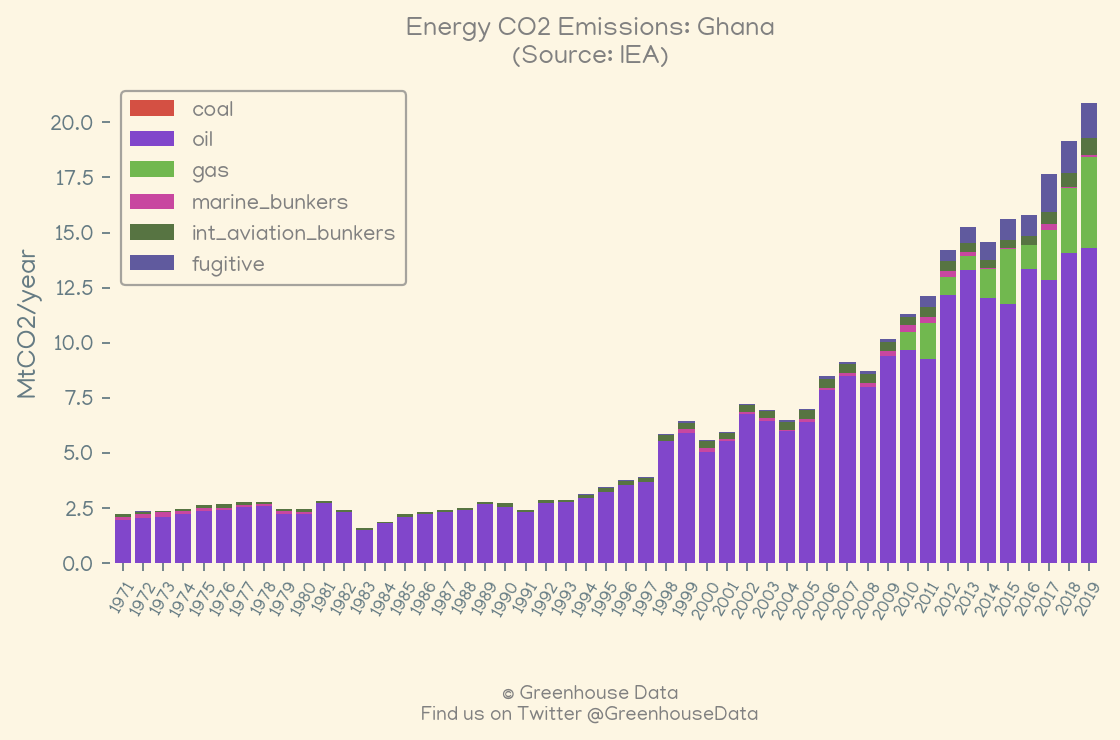 Energy CO2 Emissions: Ghana
(Source: IEA)
coal
oil
gas
marine_bunkers
int_aviation_bunkers
fugitive
MtCO2/year
20.0
17.5
15.0
12.5
10.0
7.5
5.0
2.5
0.0
1971 1972 1973 1974 1975 1976 1977 1978 1979 1980 1981 1982 1983 1984 1985 1986 1987 1988 1989 1990 1991 1992 1993 1994 1995 1996 1997 1998 1999 2000 2001 2002 2003 2004 2005 2006 2007 2008 2009 2010 2011 2012 2013 2014 2015 2016 2017 2018 2019
© Greenhouse Data
Find us on Twitter @GreenhouseData